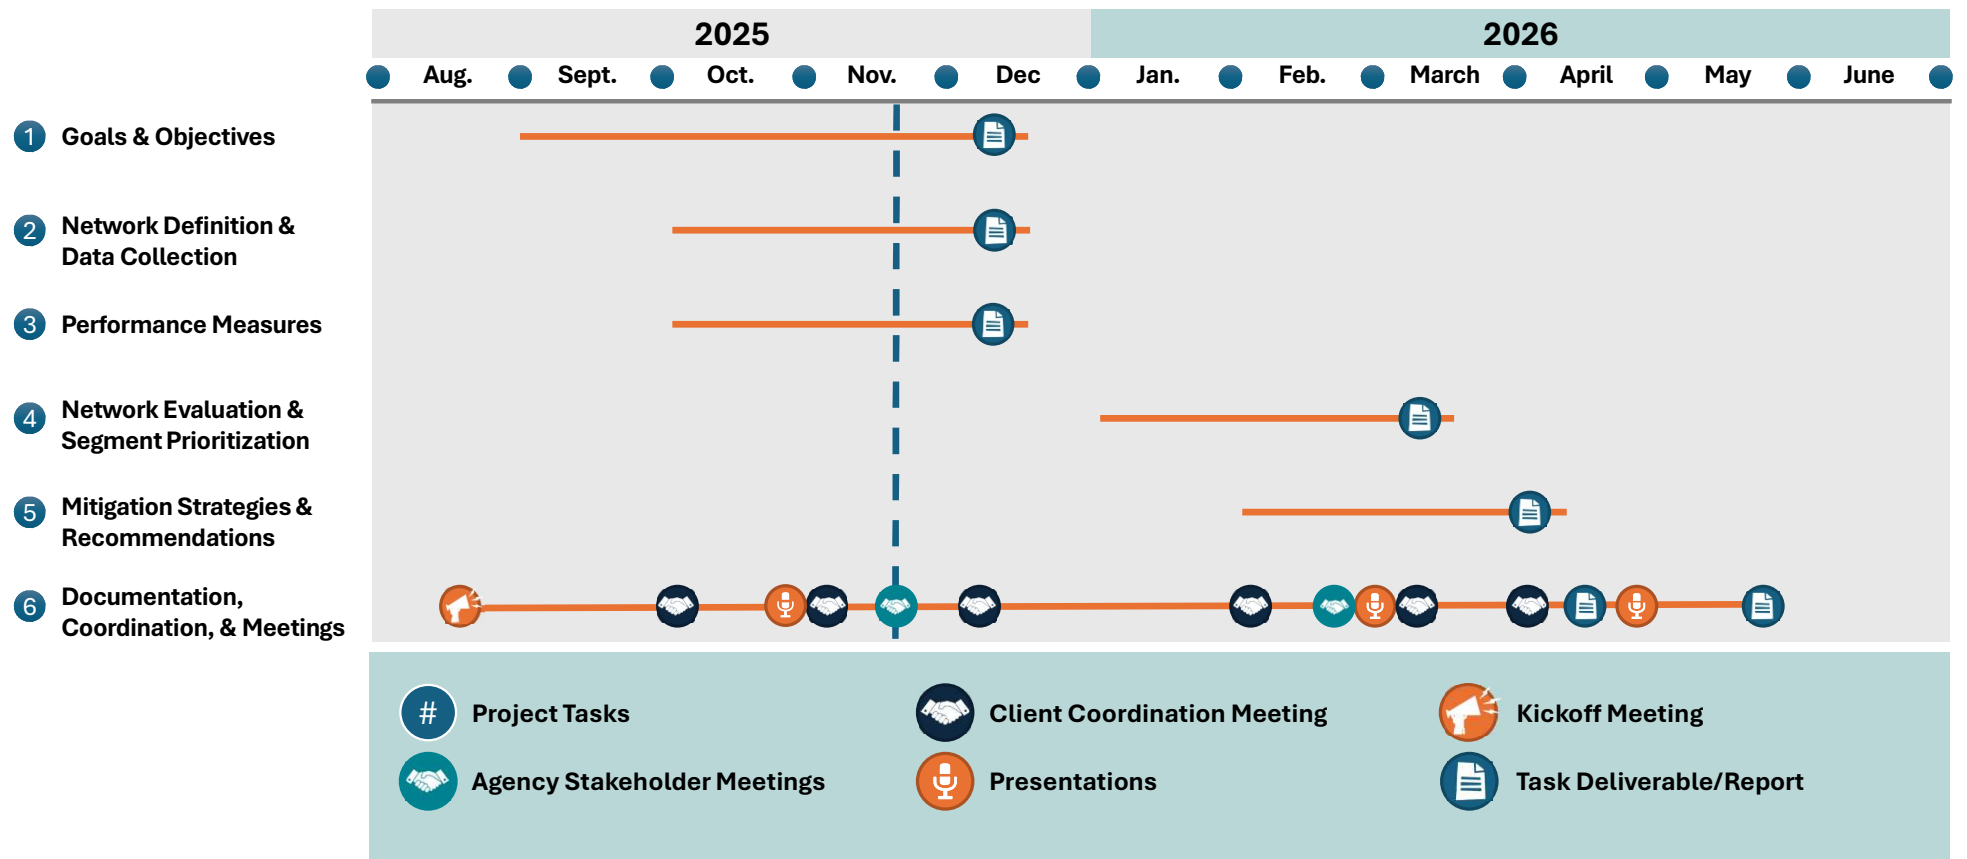 2025
2026
Aug.
Sept.
Oct.
Nov.
Dec
Jan.
Feb.
March
April
May
June
1
Goals & Objectives
2
Network Definition &
Data Collection
3
Performance Measures
4
Network Evaluation &
Segment Prioritization
5
Mitigation Strategies &
Recommendations
6
Documentation,
Coordination, & Meetings
#
Project Tasks
Client Coordination Meeting
Kickoff Meeting
Agency Stakeholder Meetings
Presentations
Task Deliverable/Report